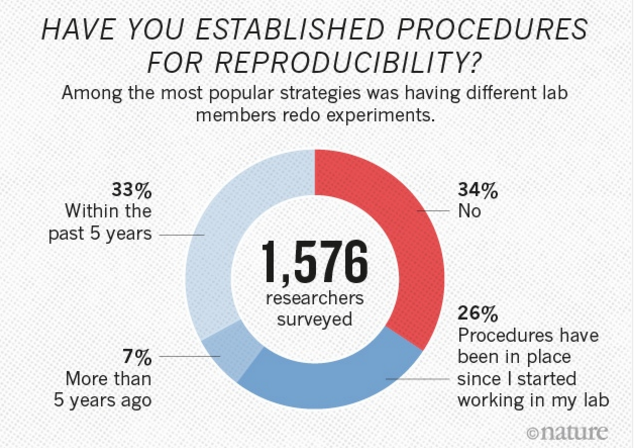 HAVE YOU ESTABLISHED PROCEDURES
FOR REPRODUCIBILITY?
Among the most popular strategies was having different lab
members redo experiments.
33%
Within the
past 5 years
34%
No
1,576
researchers
surveyed
26%
Procedures have
been in place
since I started
working in my lab
7%
More than
5 years ago
©nature